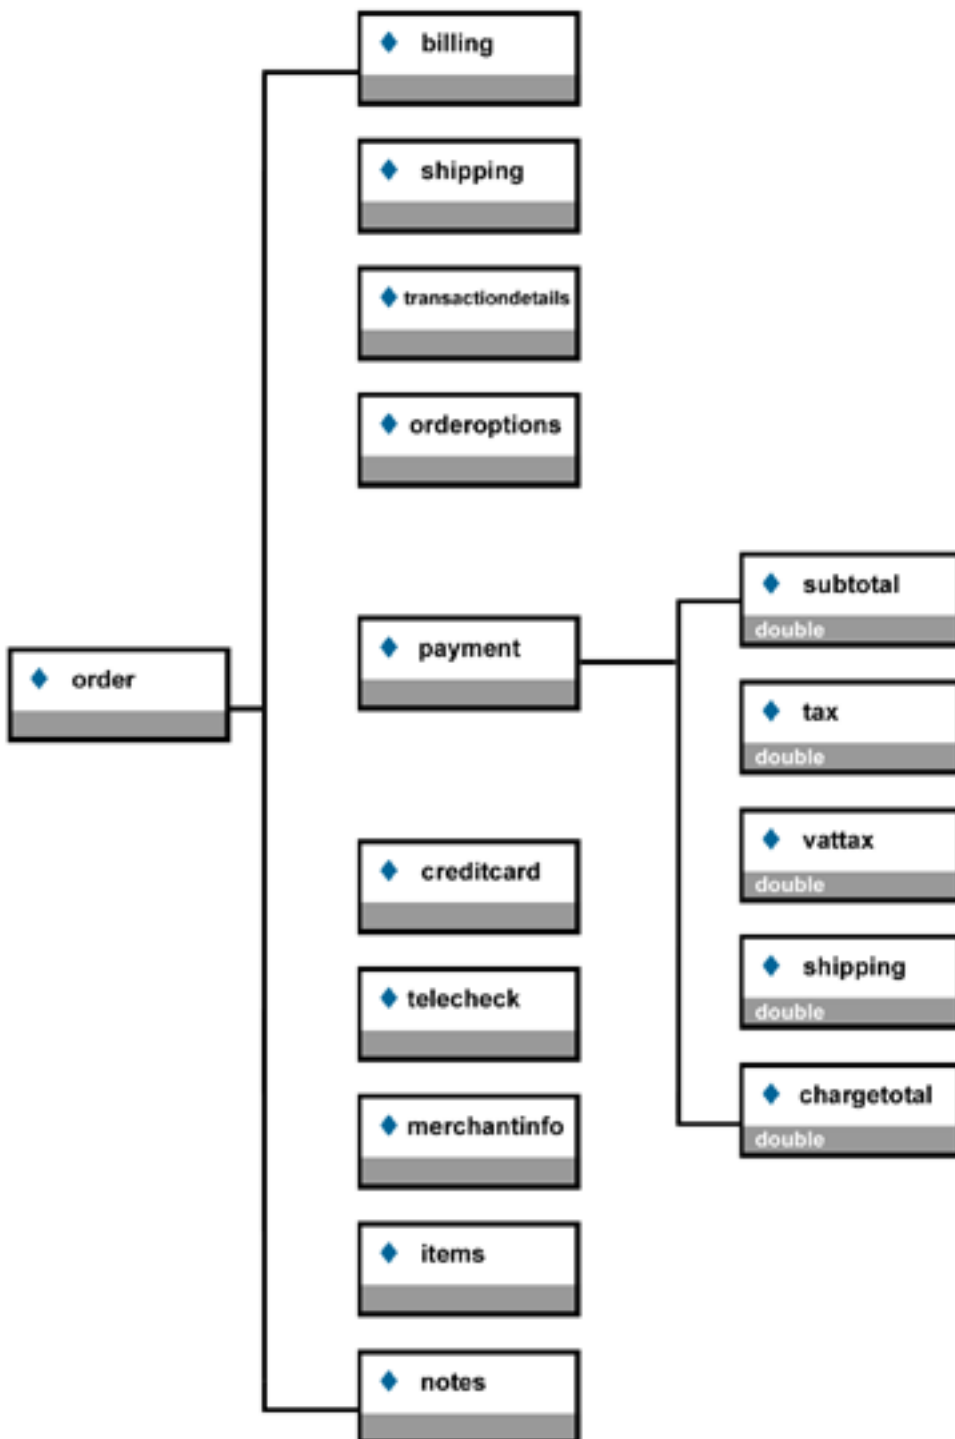 billing
shipping
transactiondetails
orderoptions
subtotal
double
payment
order
tax
double
vattax
double
creditcard
shipping
double
telecheck
chargetotal
double
merchantinfo
items
notes